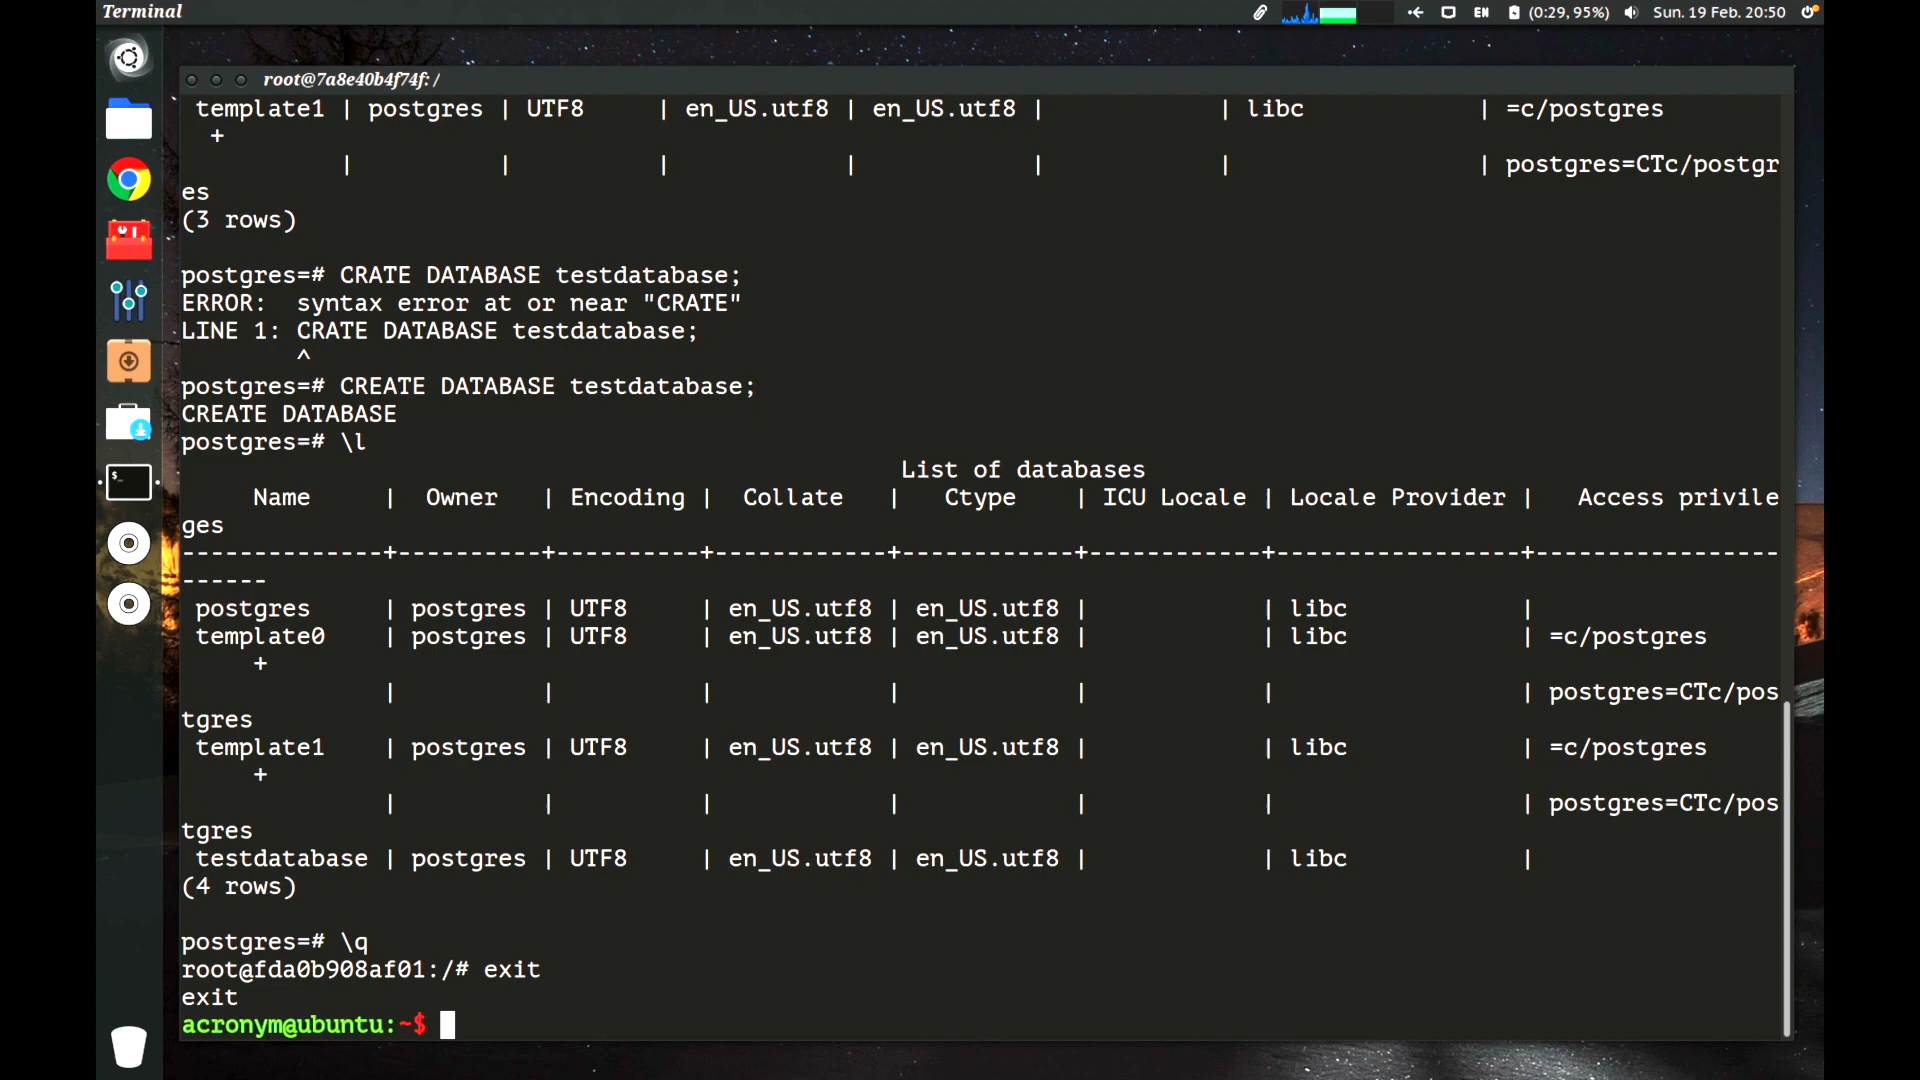 Terminal
EN (0:29, 95%) Sun. 19 Feb. 20:50
root@7a8e40b4f74f: /
template1 | postgres | UTF8     | en_US.utf8 | en_US.utf8 |            | libc            | =c/postgres
+
|          |          |            |            |            |                 | postgres=CTc/postgr
es
(3 rows)
postgres=# CRATE DATABASE testdatabase;
ERROR:  syntax error at or near "CRATE"
LINE 1: CRATE DATABASE testdatabase;
^
postgres=# CREATE DATABASE testdatabase;
CREATE DATABASE
postgres=# \l
List of databases
Name     |  Owner   | Encoding |  Collate   |   Ctype    | ICU Locale | Locale Provider |   Access privile
ges
--------------+----------+----------+------------+------------+------------+-----------------+-----------------
------
postgres     | postgres | UTF8     | en_US.utf8 | en_US.utf8 |            | libc            |
template0    | postgres | UTF8     | en_US.utf8 | en_US.utf8 |            | libc            | =c/postgres
+
|          |          |            |            |            |                 | postgres=CTc/pos
tgres
template1    | postgres | UTF8     | en_US.utf8 | en_US.utf8 |            | libc            | =c/postgres
+
|          |          |            |            |            |                 | postgres=CTc/pos
tgres
testdatabase | postgres | UTF8     | en_US.utf8 | en_US.utf8 |            | libc            |
(4 rows)
postgres=# \q
root@fda0b908af01:/# exit
exit
acronym@ubuntu:~$